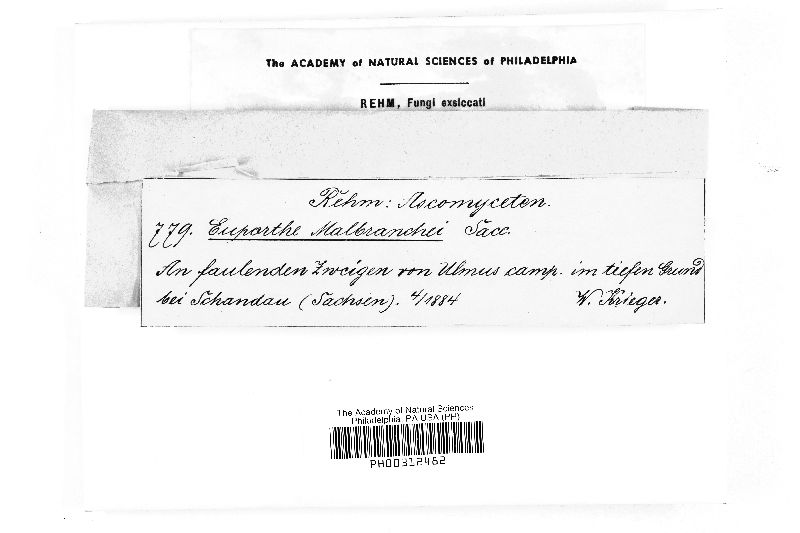 The ACADEMY of NATURAL SCIENCES of PHILADELPHIA
REHM, Fungi exsiccati
Rehm: Ascomyceten.
779. Euporthe Malbranchei Sacc.
An faulenden Zweigen von Ulmus camp. im tiefen Grund
bei Schandau (Sachsen). 4/1884 W. Krieger.
The Academy of Natural Sciences
Philadelphia, PA USA (PH)
PH00312462